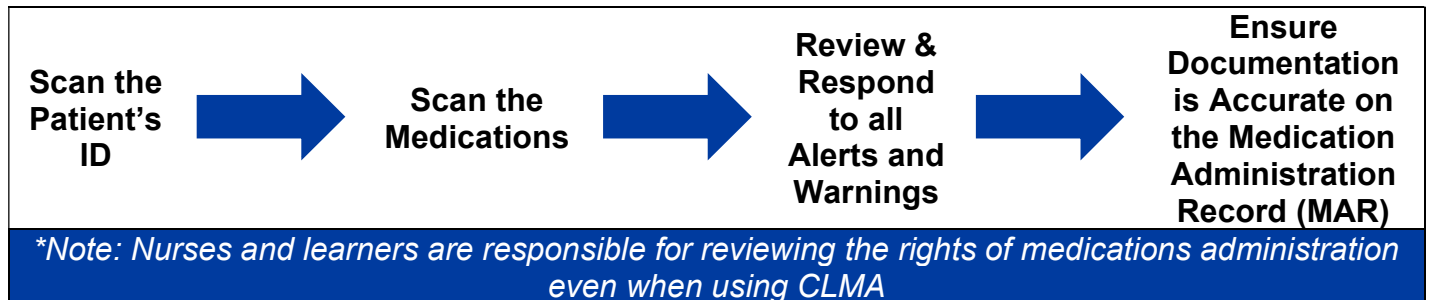 Scan the
Patient's
ID
Scan the
Medications
Review &
Respond
to all
Alerts and
Warnings
Ensure
Documentation
is Accurate on
the Medication
Administration
Record (MAR)
*Note: Nurses and learners are responsible for reviewing the rights of medications administration
even when using CLMA